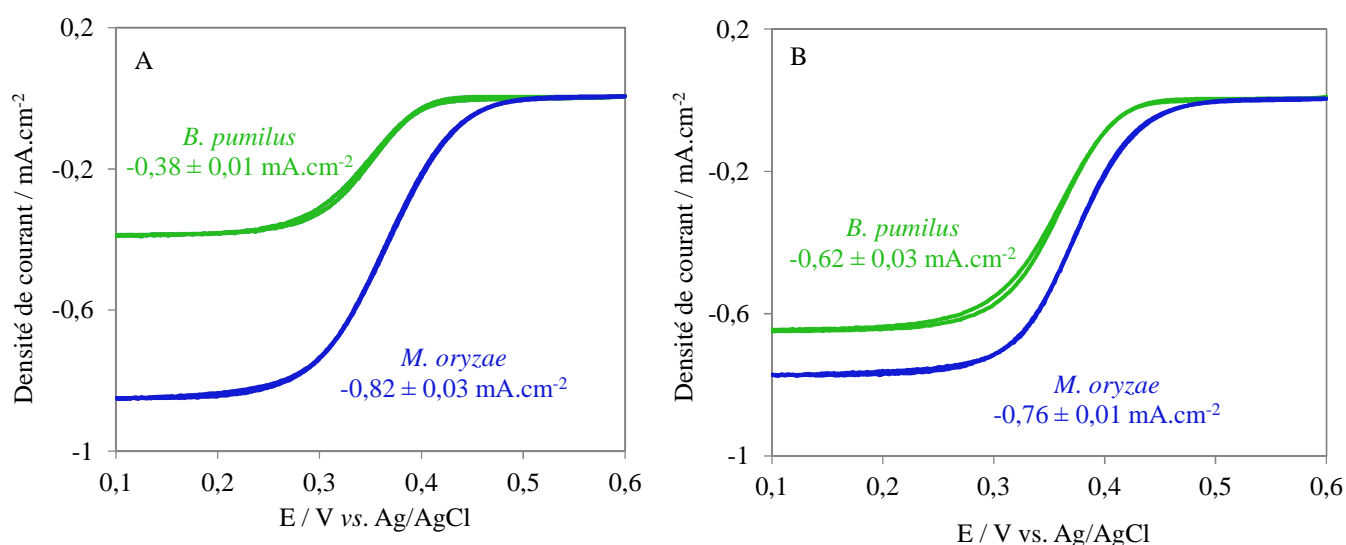 A
0,2
-0,2
-0,6
-1
Densité de courant / mA.cm-2
B. pumilus
-0,38 ± 0,01 mA.cm-2
M. oryzae
-0,82 ± 0,03 mA.cm-2
0,1 0,2 0,3 0,4 0,5 0,6
E / V vs. Ag/AgCl
B
0,2
-0,2
-0,6
-1
Densité de courant / mA.cm-2
B. pumilus
-0,62 ± 0,03 mA.cm-2
M. oryzae
-0,76 ± 0,01 mA.cm-2
0,1 0,2 0,3 0,4 0,5 0,6
E / V vs. Ag/AgCl